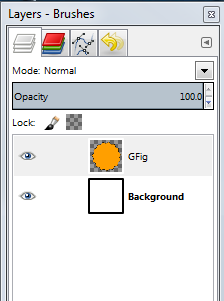 Layers - Brushes
Mode: Normal
Opacity 100.0
Lock:
GFig
Background